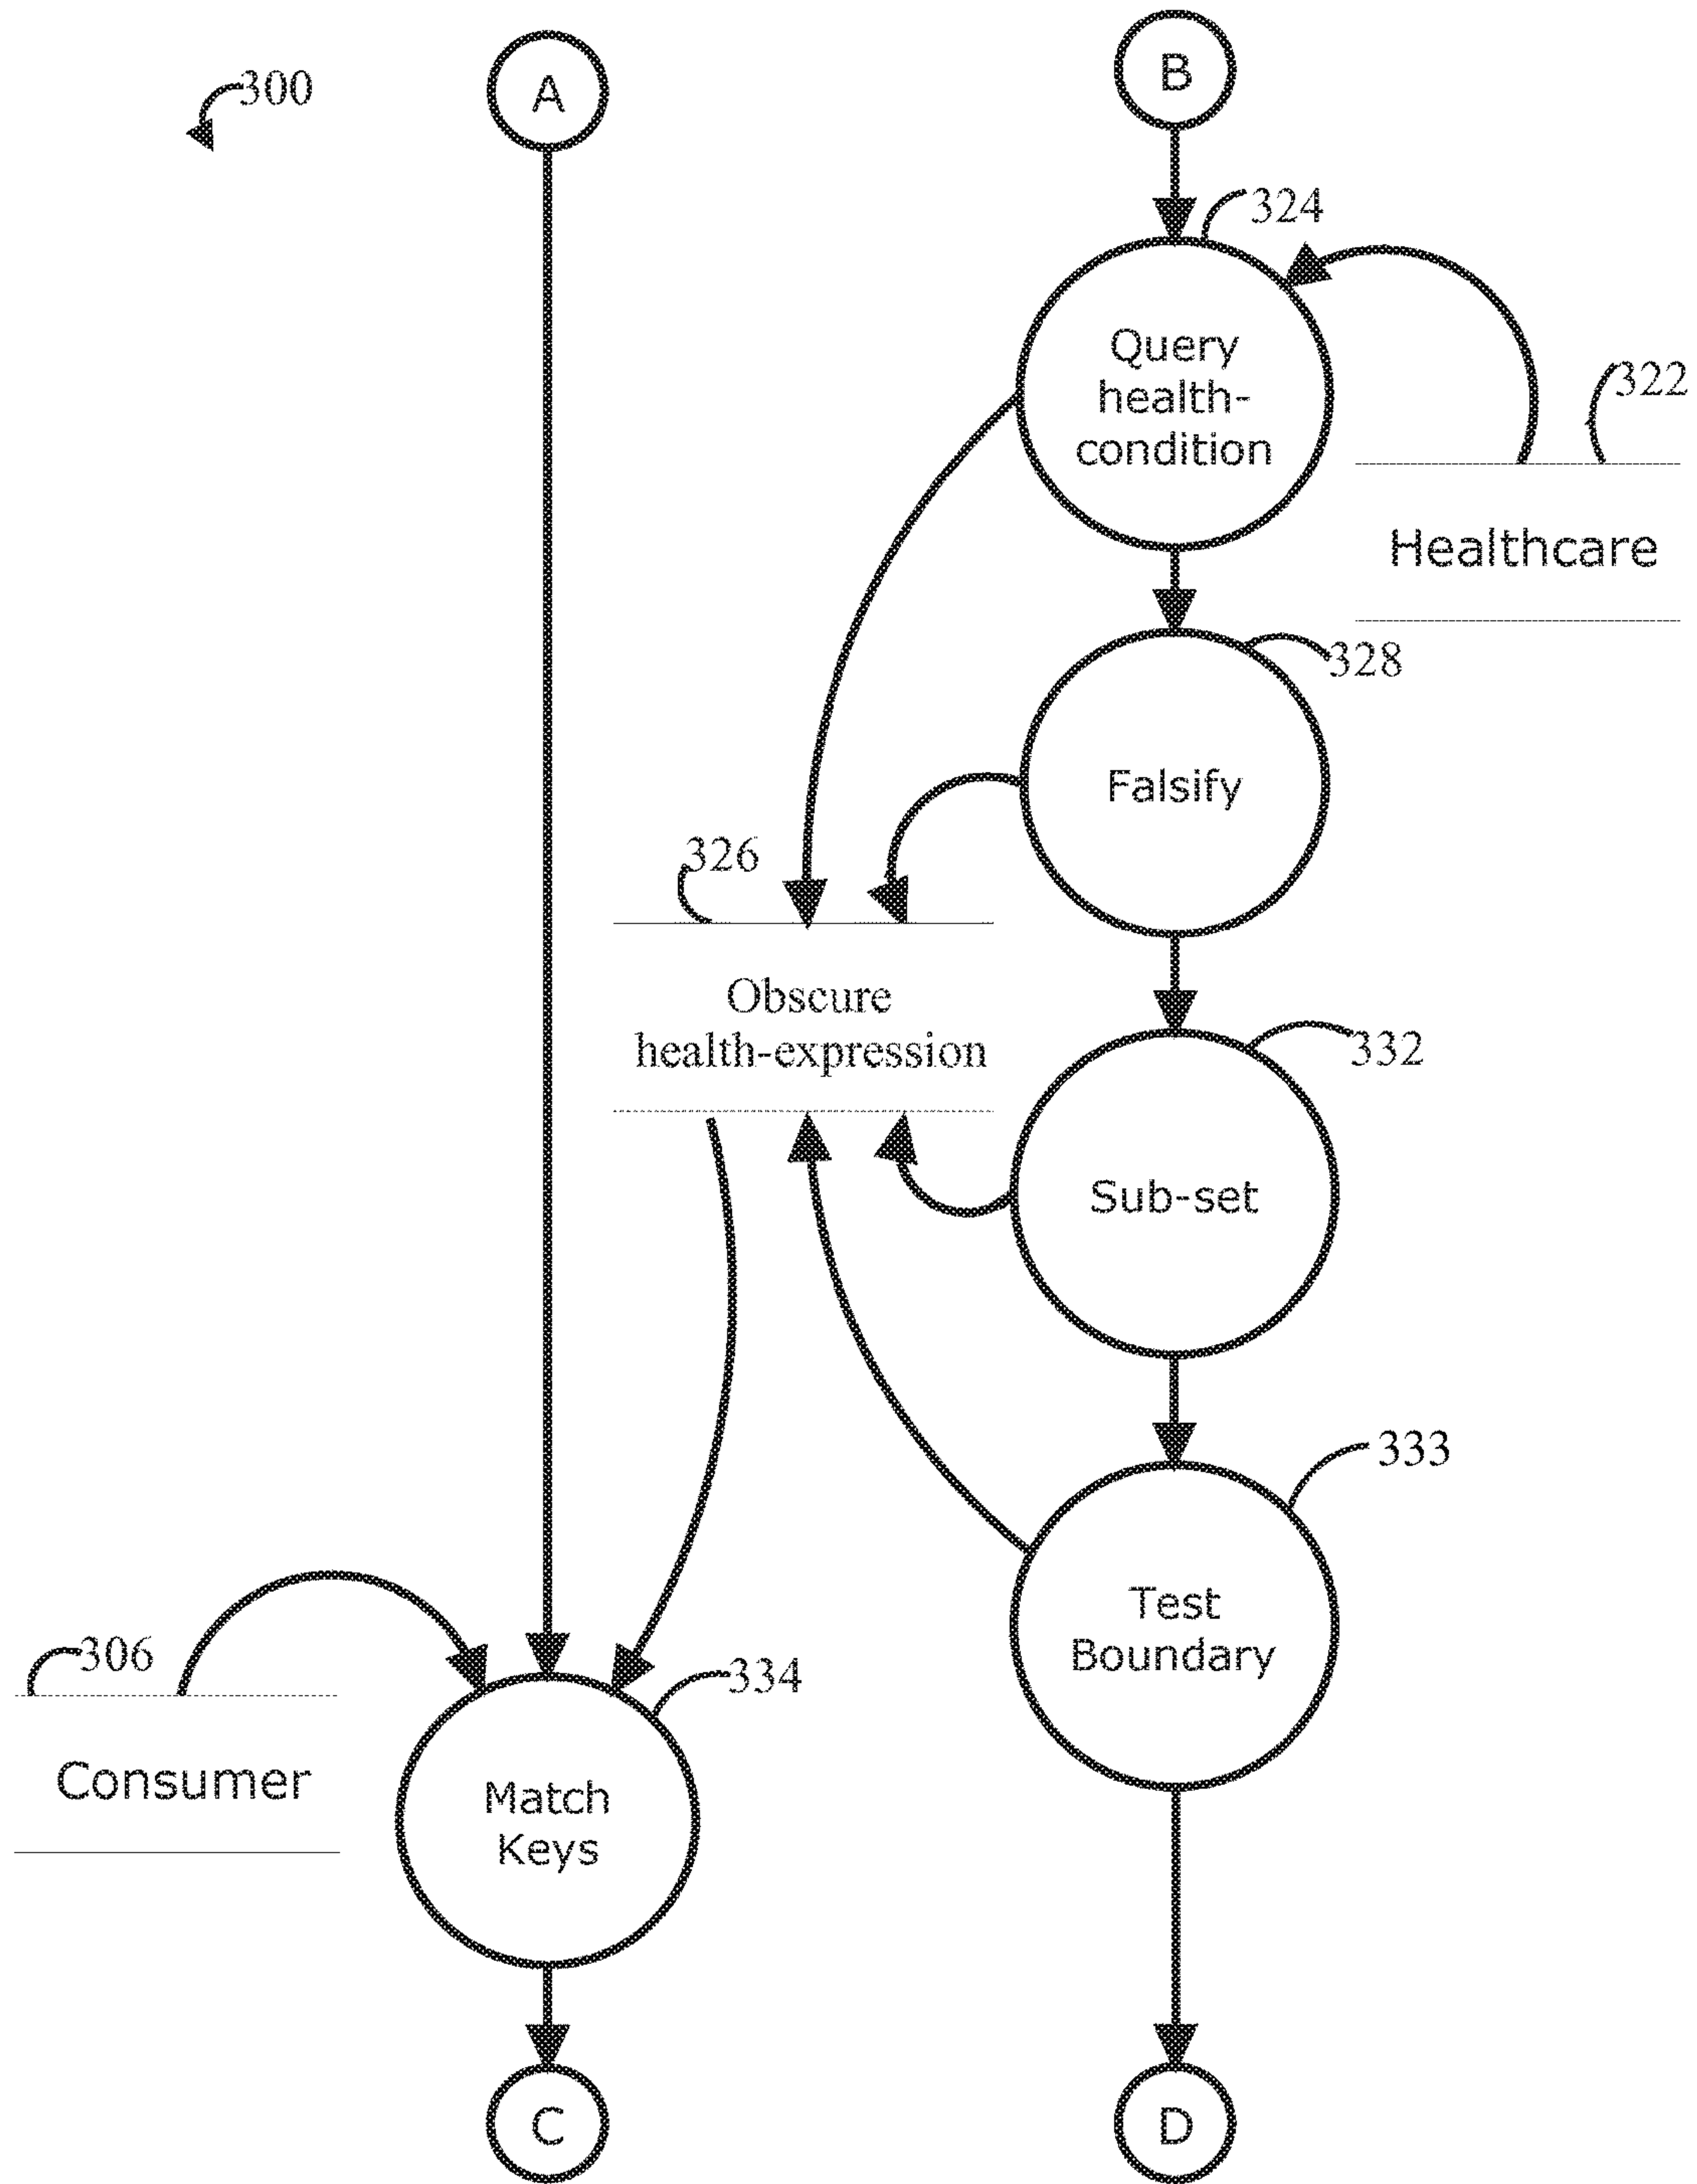 300
A
B
324
Query
health-
condition
322
Healthcare
328
Falsify
326
Obscure
health-expression
332
Sub-set
333
Test
Boundary
306
334
Consumer
Match
Keys
C
D